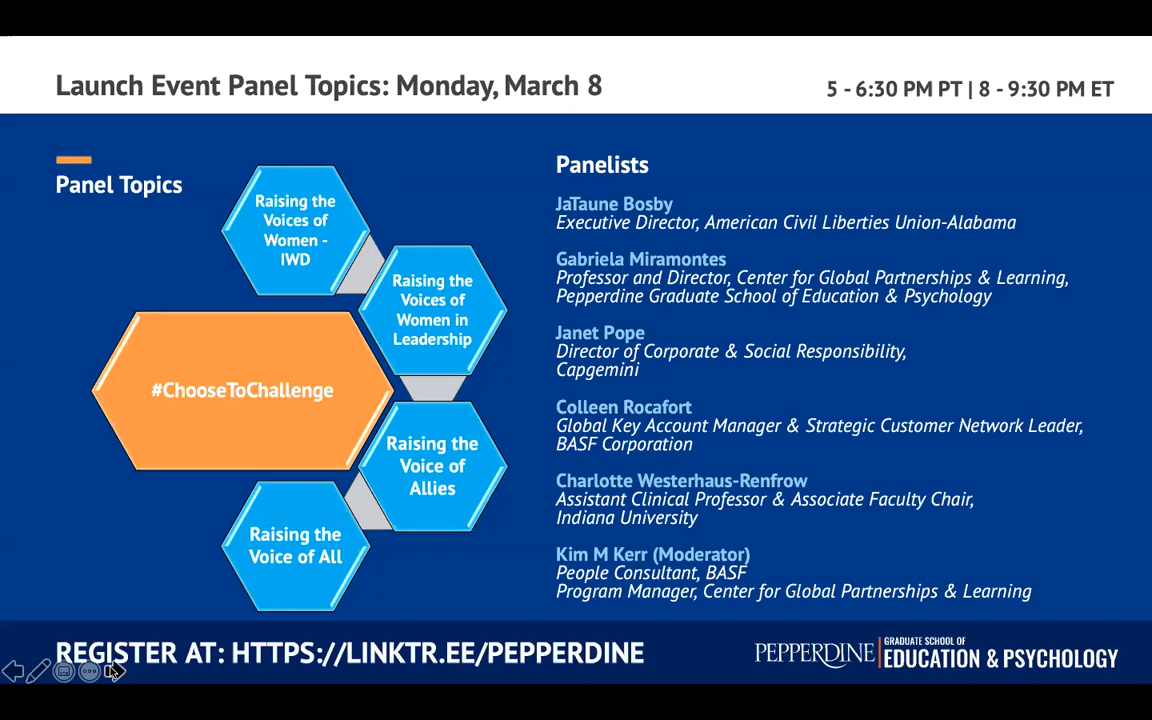 Launch Event Panel Topics: Monday, March 8
5 - 6:30 PM PT | 8 - 9:30 PM ET
Panel Topics
Raising the
Voices of
Women -
IWD
Raising the
Voices of
Women in
Leadership
#ChooseToChallenge
Raising the
Voice of
Allies
Raising the
Voice of All
Panelists
JaTaune Bosby
Executive Director, American Civil Liberties Union-Alabama
Gabriela Miramontes
Professor and Director, Center for Global Partnerships & Learning,
Pepperdine Graduate School of Education & Psychology
Janet Pope
Director of Corporate & Social Responsibility,
Capgemini
Colleen Rocafort
Global Key Account Manager & Strategic Customer Network Leader,
BASF Corporation
Charlotte Westerhaus-Renfrow
Assistant Clinical Professor & Associate Faculty Chair,
Indiana University
Kim M Kerr (Moderator)
People Consultant, BASF
Program Manager, Center for Global Partnerships & Learning
REGISTER AT: HTTPS://LINKTR.EE/PEPPERDINE
PEPPERDINE
GRADUATE SCHOOL OF
EDUCATION & PSYCHOLOGY